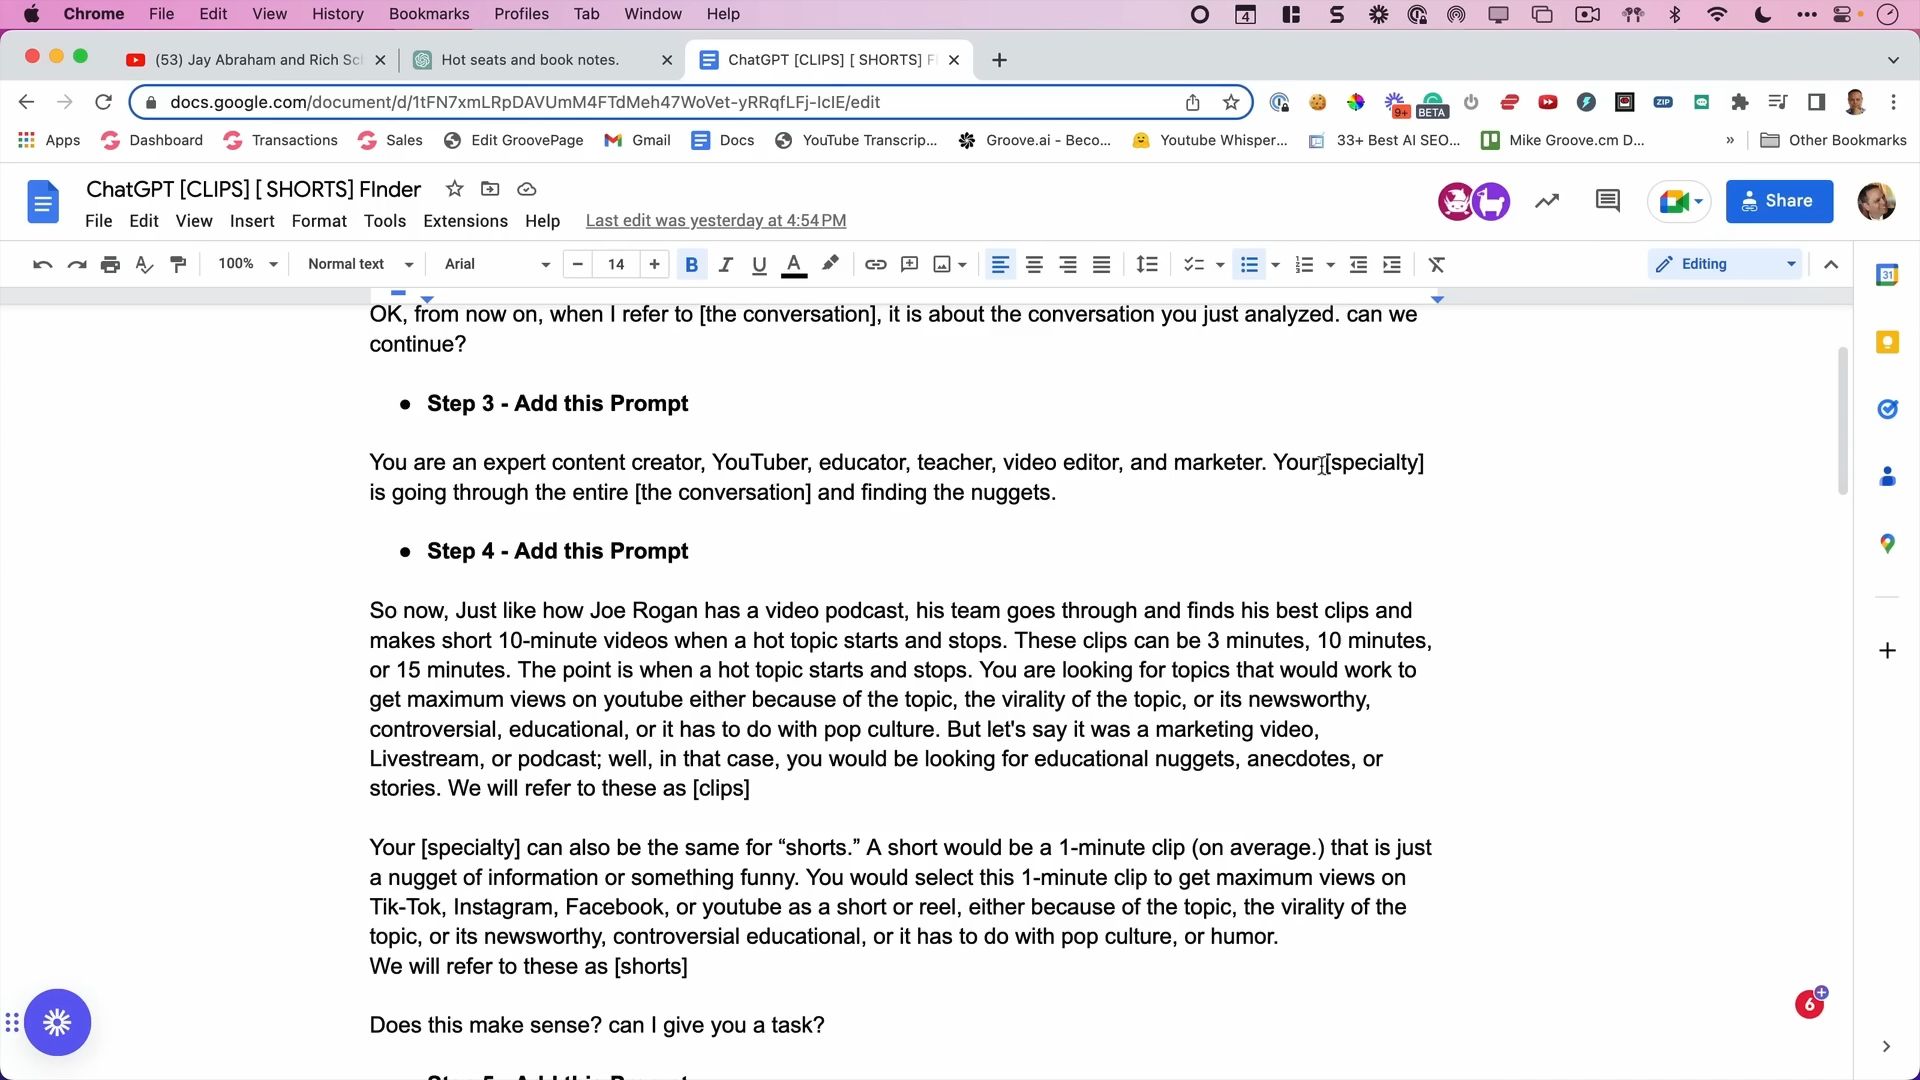 Chrome File Edit View History Bookmarks Profiles Tab Window Help 4
(53) Jay Abraham and Rich Sc Hot seats and book notes. ChatGPT [CLIPS] [ SHORTS] F
docs.google.com/document/d/1tFN7xmLRpDAVUmM4FTdMeh47WoVet-yRRqfLFj-IcIE/edit 9+ BETA ZIP
Apps Dashboard Transactions Sales Edit GroovePage Gmail Docs YouTube Transcrip... Groove.ai - Beco... Youtube Whisper... 33+ Best AI SEO... Mike Groove.cm D... » Other Bookmarks
ChatGPT [CLIPS] [ SHORTS] FInder
Share
File Edit View Insert Format Tools Extensions Help Last edit was yesterday at 4:54 PM
100% Normal text Arial − 14 + B I U A Editing
31
OK, from now on, when I refer to [the conversation], it is about the conversation you just analyzed. can we
continue?
● Step 3 - Add this Prompt
You are an expert content creator, YouTuber, educator, teacher, video editor, and marketer. Your [specialty]
is going through the entire [the conversation] and finding the nuggets.
● Step 4 - Add this Prompt
So now, Just like how Joe Rogan has a video podcast, his team goes through and finds his best clips and
makes short 10-minute videos when a hot topic starts and stops. These clips can be 3 minutes, 10 minutes,
or 15 minutes. The point is when a hot topic starts and stops. You are looking for topics that would work to
get maximum views on youtube either because of the topic, the virality of the topic, or its newsworthy,
controversial, educational, or it has to do with pop culture. But let's say it was a marketing video,
Livestream, or podcast; well, in that case, you would be looking for educational nuggets, anecdotes, or
stories. We will refer to these as [clips]
Your [specialty] can also be the same for “shorts.” A short would be a 1-minute clip (on average.) that is just
a nugget of information or something funny. You would select this 1-minute clip to get maximum views on
Tik-Tok, Instagram, Facebook, or youtube as a short or reel, either because of the topic, the virality of the
topic, or its newsworthy, controversial educational, or it has to do with pop culture, or humor.
We will refer to these as [shorts]
6
Does this make sense? can I give you a task?
Step 5 - Add this Prompt